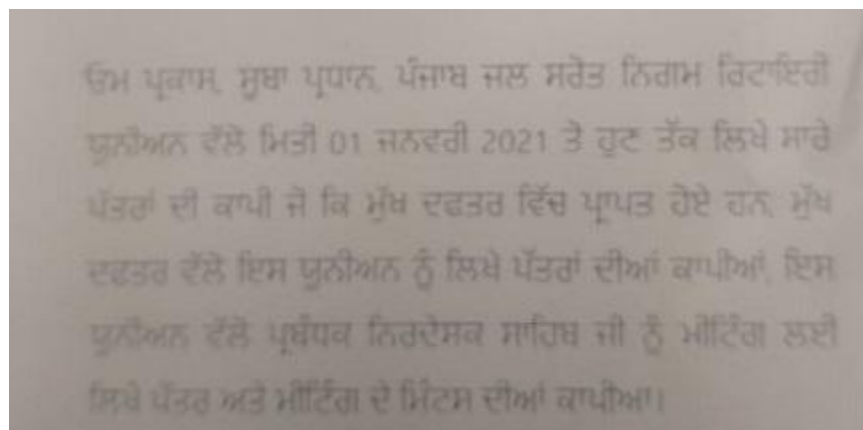 ਓਮ ਪ੍ਰਕਾਸ਼, ਸੂਬਾ ਪ੍ਰਧਾਨ, ਪੰਜਾਬ ਜਲ ਸਰੋਤ ਨਿਗਮ ਰਿਟਾਇਰੀ
ਯੂਨੀਅਨ ਵੱਲੋ ਮਿਤੀ 01 ਜਨਵਰੀ 2021 ਤੋ ਹੁਣ ਤੱਕ ਲਿਖੇ ਸਾਰੇ
ਪੱਤਰਾਂ ਦੀ ਕਾਪੀ ਜੋ ਕਿ ਮੁੱਖ ਦਫਤਰ ਵਿੱਚ ਪ੍ਰਾਪਤ ਹੋਏ ਹਨ, ਮੁੱਖ
ਦਫਤਰ ਵੱਲੋ ਇਸ ਯੂਨੀਅਨ ਨੂੰ ਲਿਖੇ ਪੱਤਰਾਂ ਦੀਆਂ ਕਾਪੀਆਂ, ਇਸ
ਯੂਨੀਅਨ ਵੱਲੋ ਪ੍ਰਬੰਧਕ ਨਿਰਦੇਸਕ ਸਾਹਿਬ ਜੀ ਨੂੰ ਮੀਟਿੰਗ ਲਈ
ਲਿਖੇ ਪੱਤਰ ਅਤੇ ਮੀਟਿੰਗ ਦੇ ਮਿੰਟਸ ਦੀਆਂ ਕਾਪੀਆ।